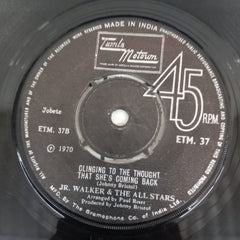 MADE IN INDIA
Tamla
Motown
45
RPM
Jobete
ETM. 37B
ETM. 37
℗ 1970
CLINGING TO THE THOUGHT
THAT SHE'S COMING BACK
(Johnny Bristol)
JR. WALKER & THE ALL STARS
Arranged by Paul Riser
Produced by Johnny Bristol
Mfg. by The Gramophone Co. of India